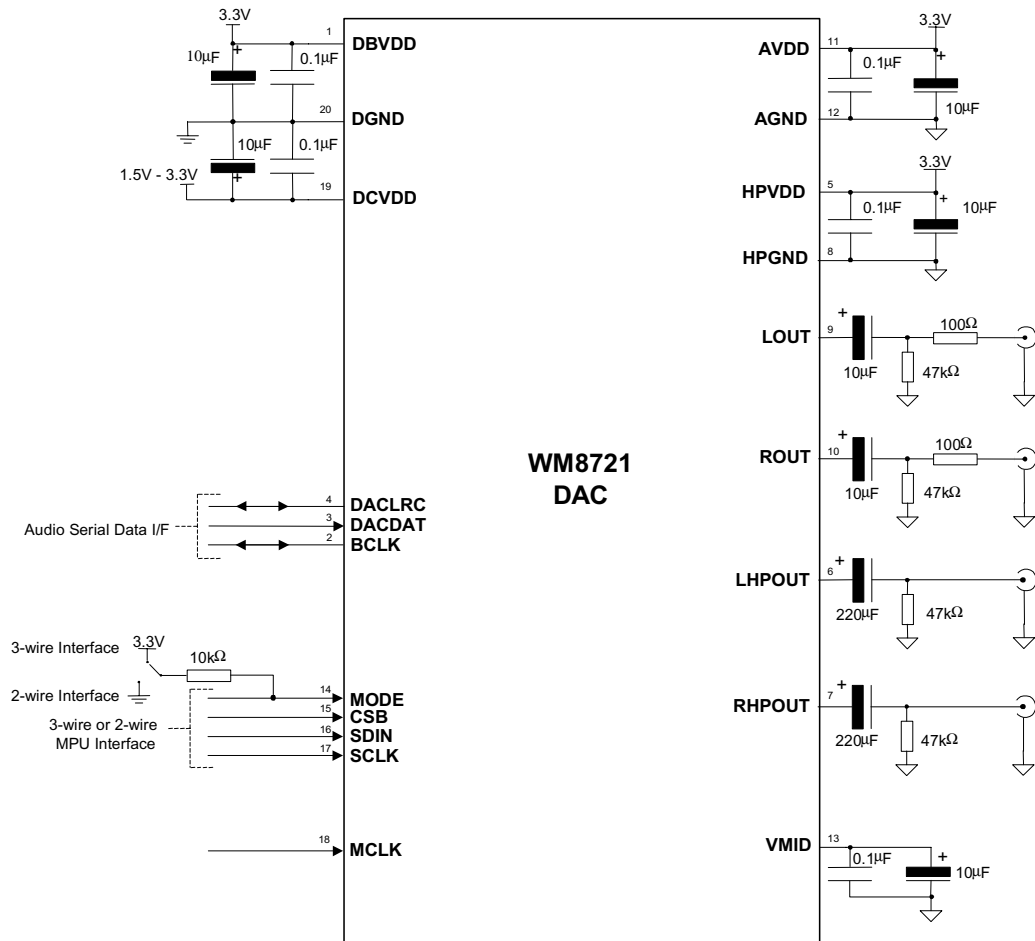 3.3V
1
DBVDD
10µF
+
0.1µF
20
DGND
10µF
0.1µF
1.5V - 3.3V
+
19
DCVDD
3.3V
11
AVDD
+
0.1µF
10µF
12
AGND
3.3V
5
HPVDD
+
0.1µF
10µF
8
HPGND
+
LOUT
9
100Ω
10µF
47kΩ
+
ROUT
10
100Ω
10µF
47kΩ
WM8721
DAC
Audio Serial Data I/F
4
DACLRC
3
DACDAT
2
BCLK
+
LHPOUT
6
220µF
47kΩ
3-wire Interface
3.3V
10kΩ
2-wire Interface
3-wire or 2-wire
MPU Interface
14
MODE
15
CSB
16
SDIN
17
SCLK
+
RHPOUT
7
220µF
47kΩ
18
MCLK
VMID
13
0.1µF
+
10µF